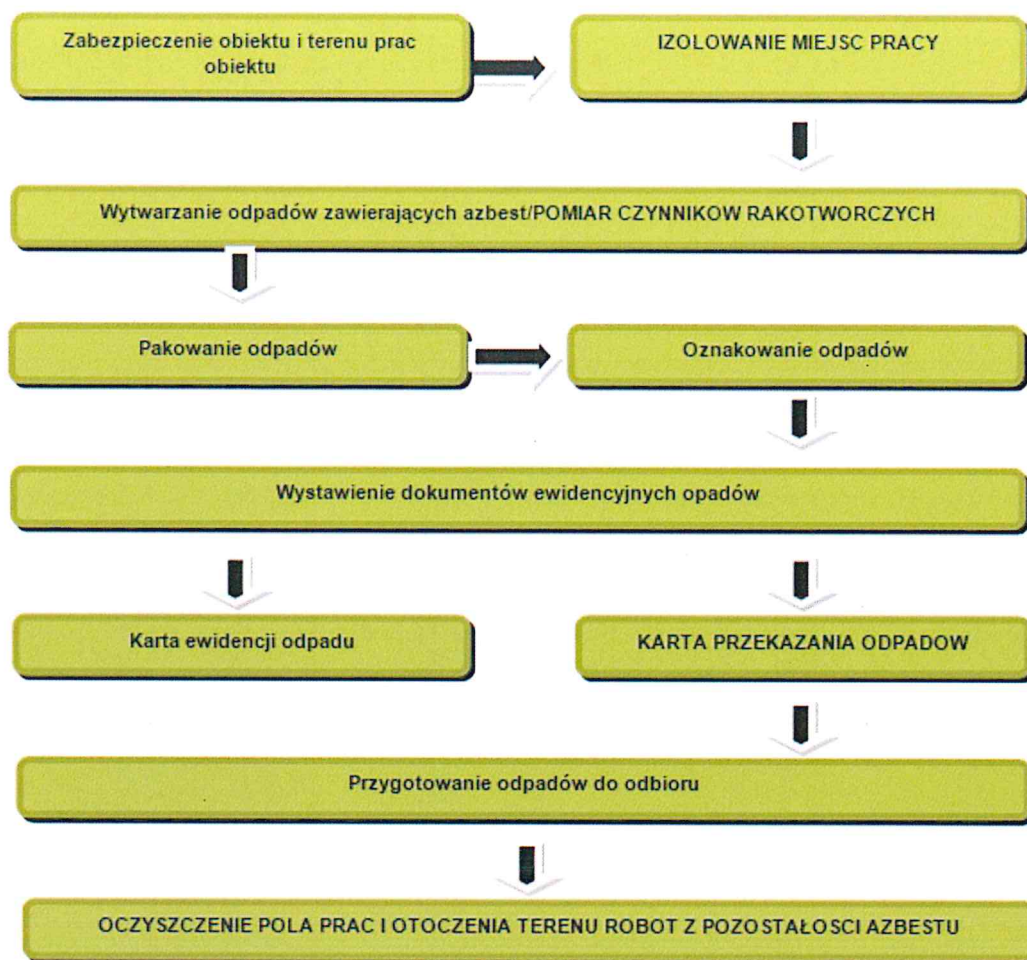 Zabezpieczenie obiektu i terenu prac
obiektu
IZOLOWANIE MIEJSC PRACY
Wytwarzanie odpadów zawierających azbest/POMIAR CZYNNIKOW RAKOTWORCZYCH
Pakowanie odpadów
Oznakowanie odpadów
Wystawienie dokumentów ewidencyjnych opadów
Karta ewidencji odpadu
KARTA PRZEKAZANIA ODPADOW
Przygotowanie odpadów do odbioru
OCZYSZCZENIE POLA PRAC I OTOCZENIA TERENU ROBOT Z POZOSTAŁOSCI AZBESTU